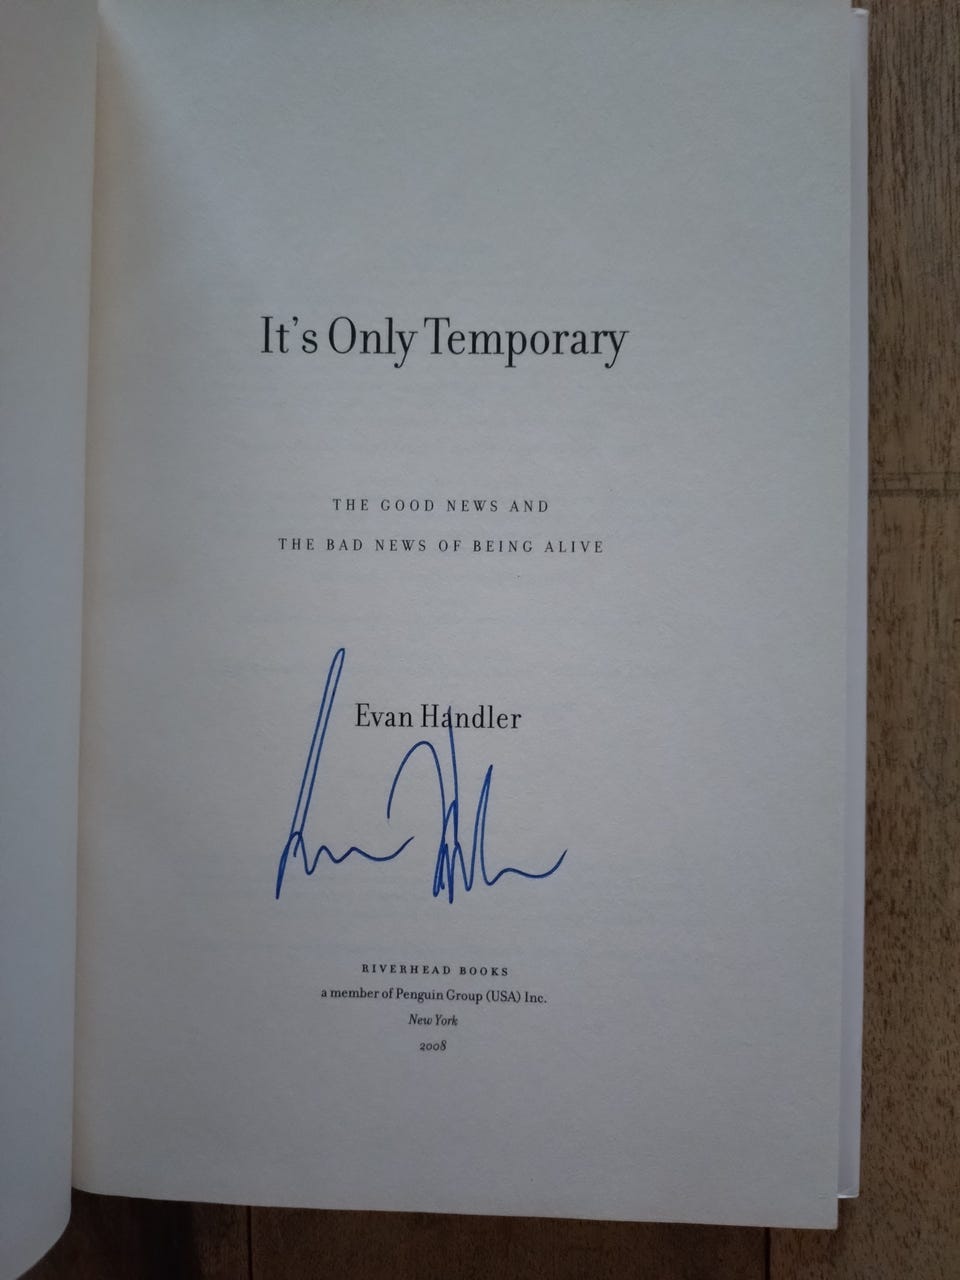 It's Only Temporary
THE GOOD NEWS AND
THE BAD NEWS OF BEING ALIVE
Evan Handler
RIVERHEAD BOOKS
a member of Penguin Group (USA) Inc.
New York
2008